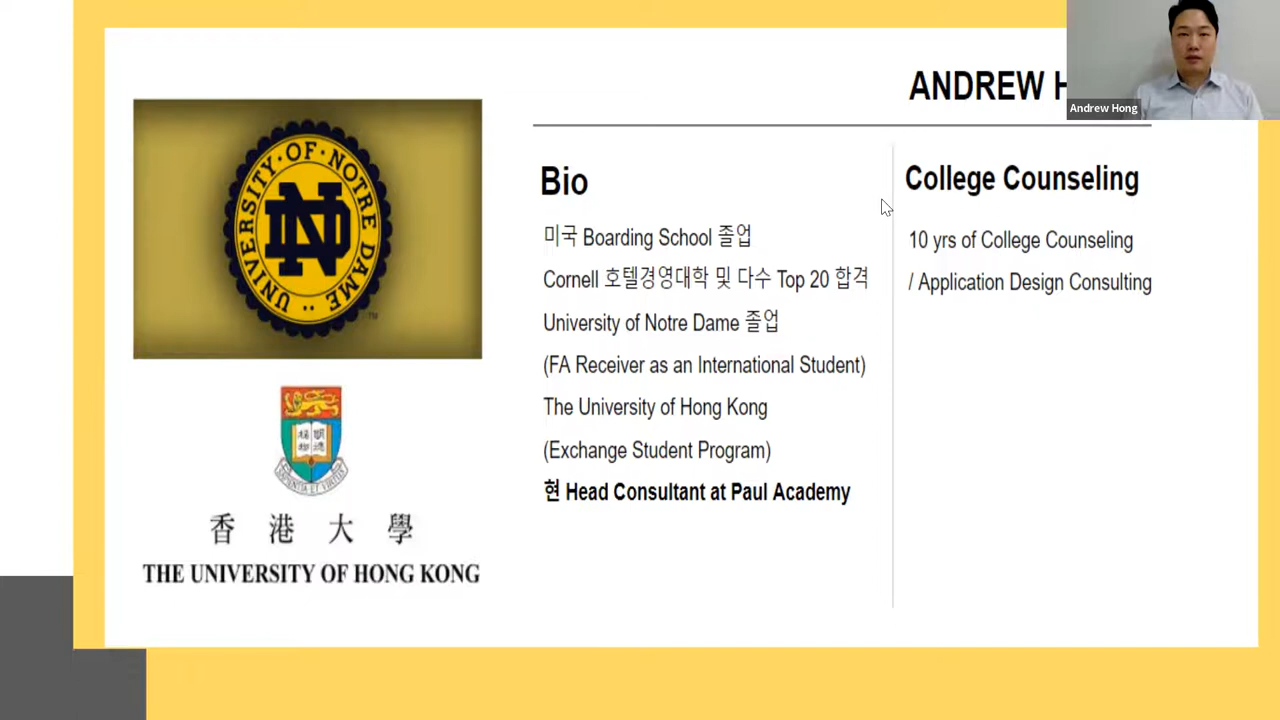 ANDREW H
Andrew Hong
UNIVERSITY · OF · NOTRE DAME
ND
TM
香港大學
THE UNIVERSITY OF HONG KONG
Bio
미국 Boarding School 졸업
Cornell 호텔경영대학 및 다수 Top 20 합격
University of Notre Dame 졸업
(FA Receiver as an International Student)
The University of Hong Kong
(Exchange Student Program)
현 Head Consultant at Paul Academy
College Counseling
10 yrs of College Counseling
/ Application Design Consulting